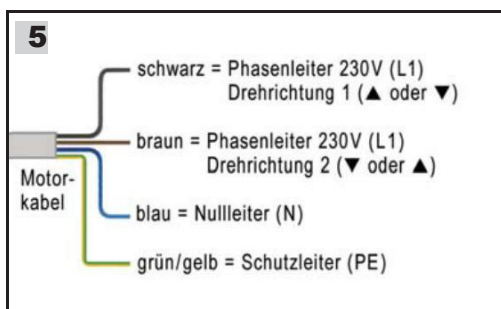 5
schwarz = Phasenleiter 230V (L1)
Drehrichtung 1 (▲ oder ▼)
braun = Phasenleiter 230V (L1)
Drehrichtung 2 (▼ oder ▲)
Motor-
kabel
blau = Nullleiter (N)
grün/gelb = Schutzleiter (PE)